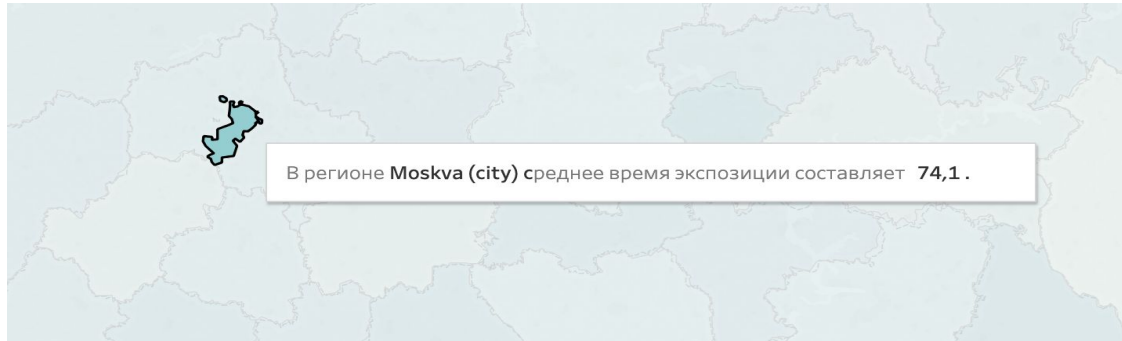 В регионе Moskva (city) среднее время экспозиции составляет 74,1 .